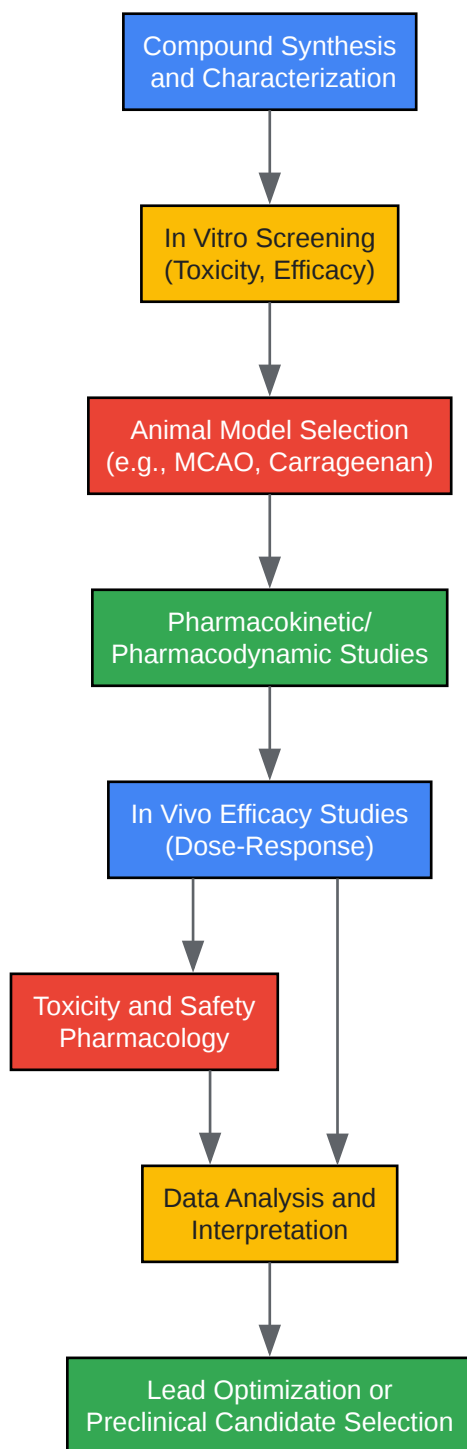 Compound Synthesis
and Characterization
In Vitro Screening
(Toxicity, Efficacy)
Animal Model Selection
(e.g., MCAO, Carrageenan)
Pharmacokinetic/
Pharmacodynamic Studies
In Vivo Efficacy Studies
(Dose-Response)
Toxicity and Safety
Pharmacology
Data Analysis and
Interpretation
Lead Optimization or
Preclinical Candidate Selection